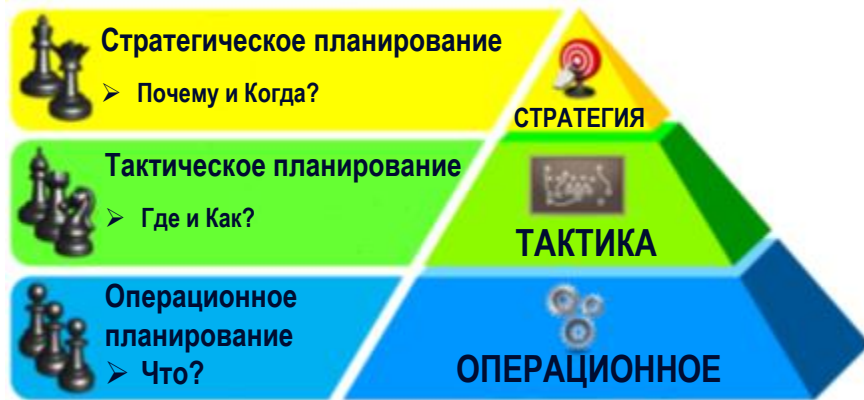 Стратегическое планирование
➢ Почему и Когда?
СТРАТЕГИЯ
Тактическое планирование
➢ Где и Как?
ТАКТИКА
Операционное
планирование
➢ Что?
ОПЕРАЦИОННОЕ